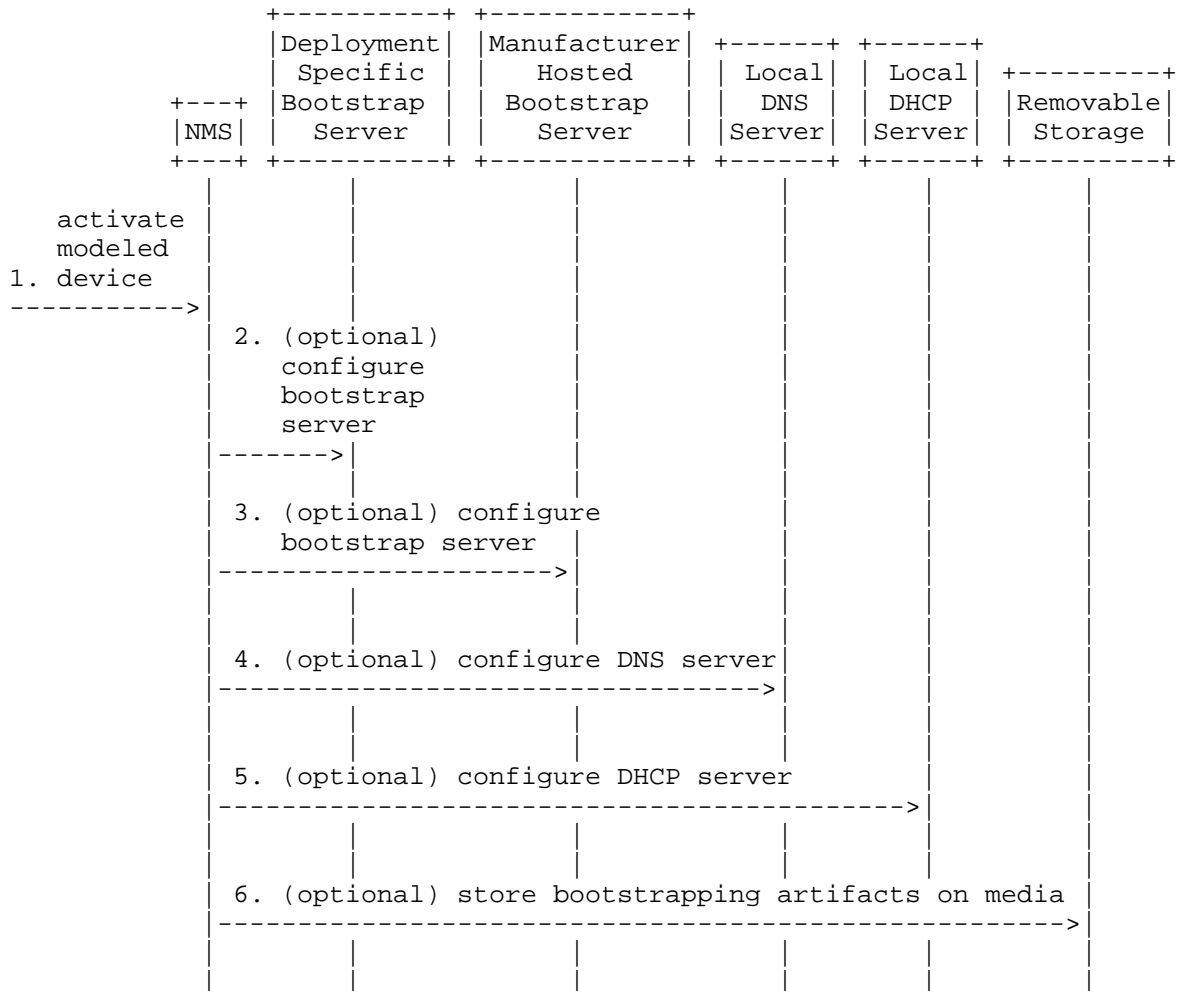 Deployment Manufacturer
Specific Hosted Local Local
NMS Bootstrap Bootstrap DNS DHCP Removable
Server Server Server Server Storage
activate
modeled
1. device
2. (optional)
configure
bootstrap
server
3. (optional) configure
bootstrap server
4. (optional) configure DNS server
5. (optional) configure DHCP server
6. (optional) store bootstrapping artifacts on media